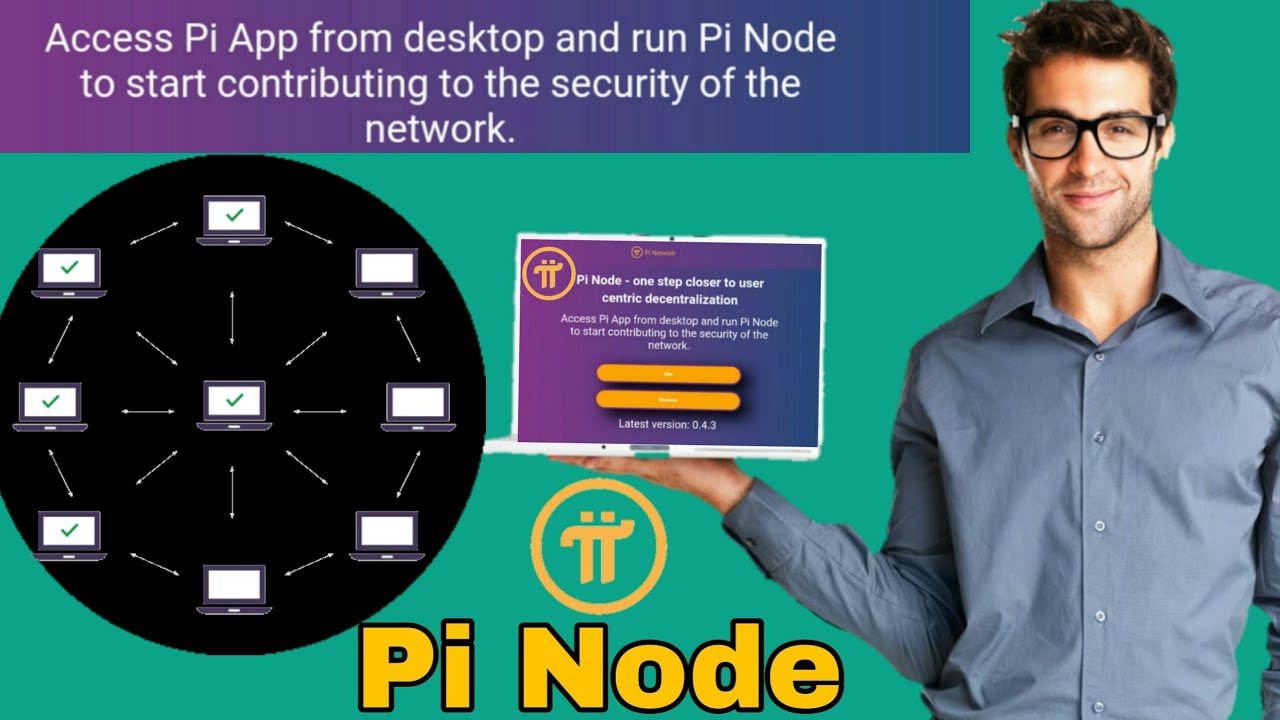 Access Pi App from desktop and run Pi Node
to start contributing to the security of the
network.
Pi Network
Pi Node - one step closer to user
centric decentralization
Access Pi App from desktop and run Pi Node
to start contributing to the security of the
network.
Mac
Windows
Latest version: 0.4.3
Pi Node